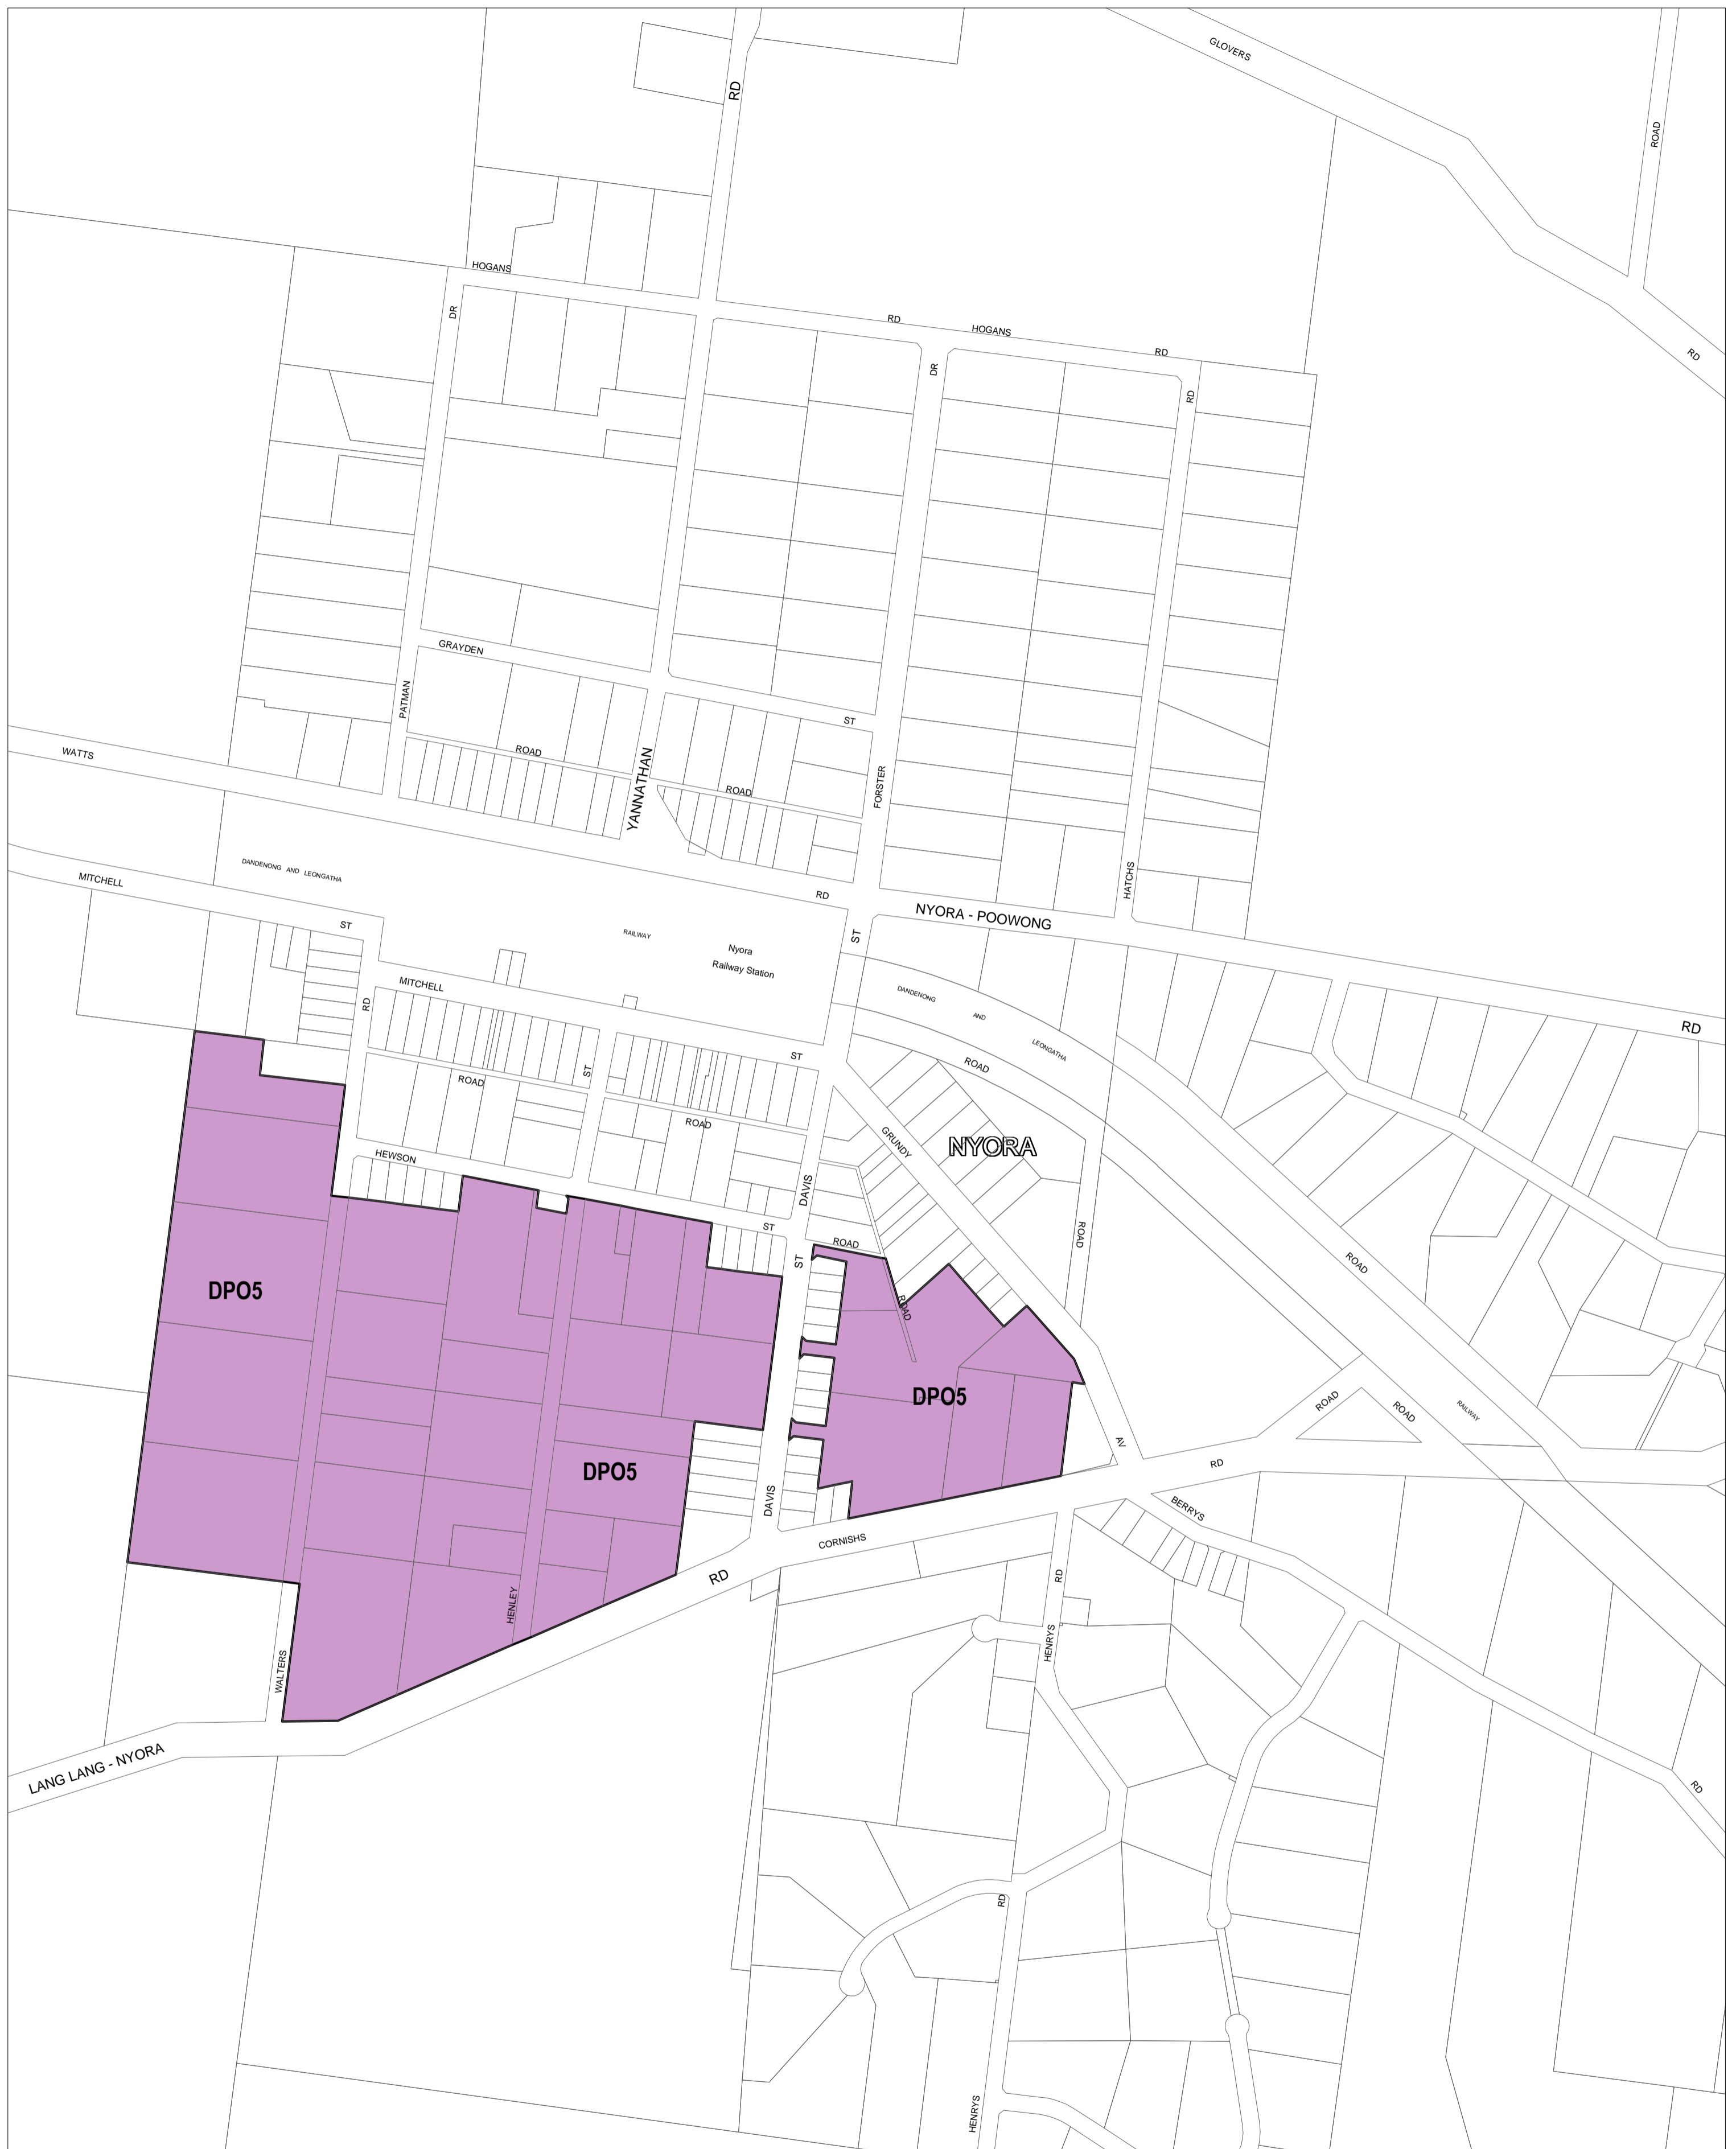 GLOVERS
RD
ROAD
HOGANS
DR
RD
HOGANS
RD
RD
DR
RD
GRAYDEN
PATMAN
ST
ROAD
WATTS
YANNATHAN
FORSTER
ROAD
DANDENONG AND LEONGATHA
MITCHELL
HATCHS
RD
NYORA - POOWONG
ST
ST
RAILWAY
Nyora
Railway Station
MITCHELL
DANDENONG
AND
LEONGATHA
RD
RD
ST
ROAD
ST
ROAD
ROAD
GRUNDY
NYORA
HEWSON
DAVIS
ST
ROAD
ROAD
ST
ROAD
DPO5
ROAD
DPO5
ROAD
ROAD
RAILWAY
AV
RD
DPO5
DAVIS
BERRYS
CORNISHS
RD
RD
HENLEY
HENRYS
WALTERS
LANG LANG - NYORA
RD
RD
HENRYS